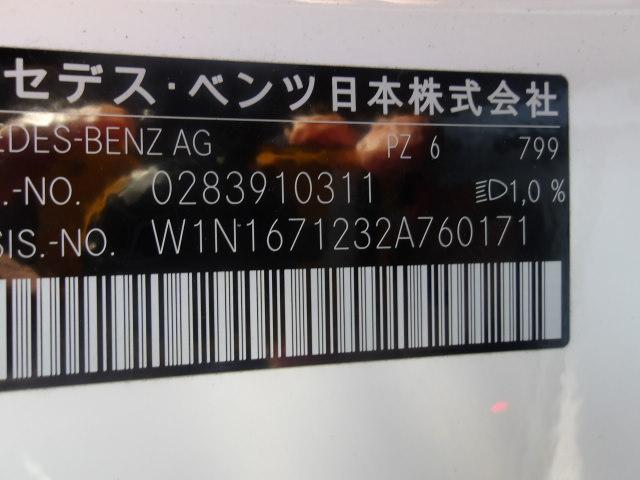 セデス・ベンツ日本株式会社
EDES-BENZ AG PZ 6 799
.-NO. 0283910311 1,0 %
SIS.-NO. W1N1671232A760171